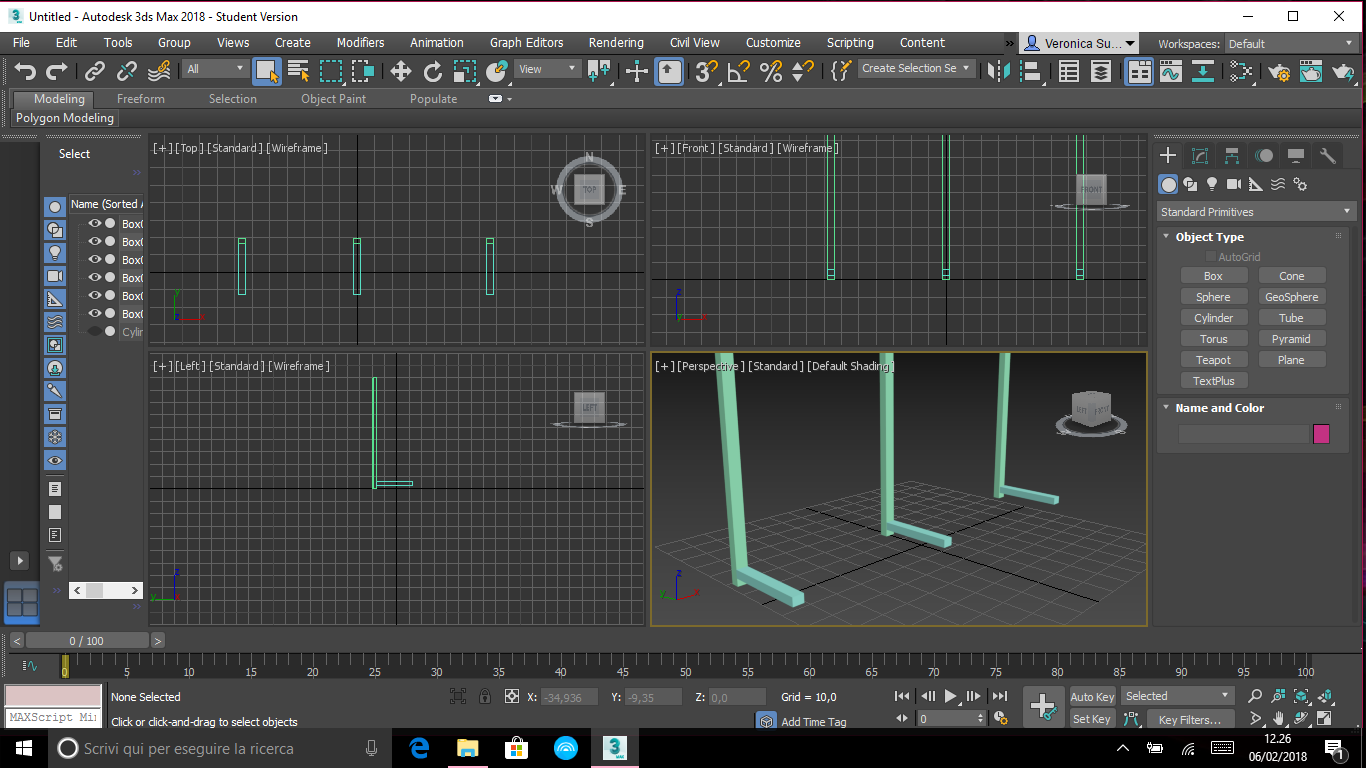 Untitled - Autodesk 3ds Max 2018 - Student Version
File Edit Tools Group Views Create Modifiers Animation Graph Editors Rendering Civil View Customize Scripting Content » Veronica Su... Workspaces: Default
All View Create Selection Se
Modeling Freeform Selection Object Paint Populate
Polygon Modeling
Select
»
Name (Sorted A
Box0
Box0
Box0
Box0
Box0
Box0
Cylin
»
»
[+] [Top] [Standard] [Wireframe]
N
W TOP E
S
y
z x
[+] [Front] [Standard] [Wireframe]
FRONT
z
y x
[+] [Left] [Standard] [Wireframe]
LEFT
z
y
[+] [Perspective] [Standard] [Default Shading]
LEFT
z
y x
Standard Primitives
Object Type
AutoGrid
Box Cone
Sphere GeoSphere
Cylinder Tube
Torus Pyramid
Teapot Plane
TextPlus
Name and Color
< 0 / 100 >
0 5 10 15 20 25 30 35 40 45 50 55 60 65 70 75 80 85 90 95 100
None Selected X: -34,936 Y: -9,35 Z: 0,0 Grid = 10,0 Auto Key Selected
MAXScript Mi Click or click-and-drag to select objects Add Time Tag 0 Set Key Key Filters...
Scrivi qui per eseguire la ricerca
3 MAX
12.26
06/02/2018
1